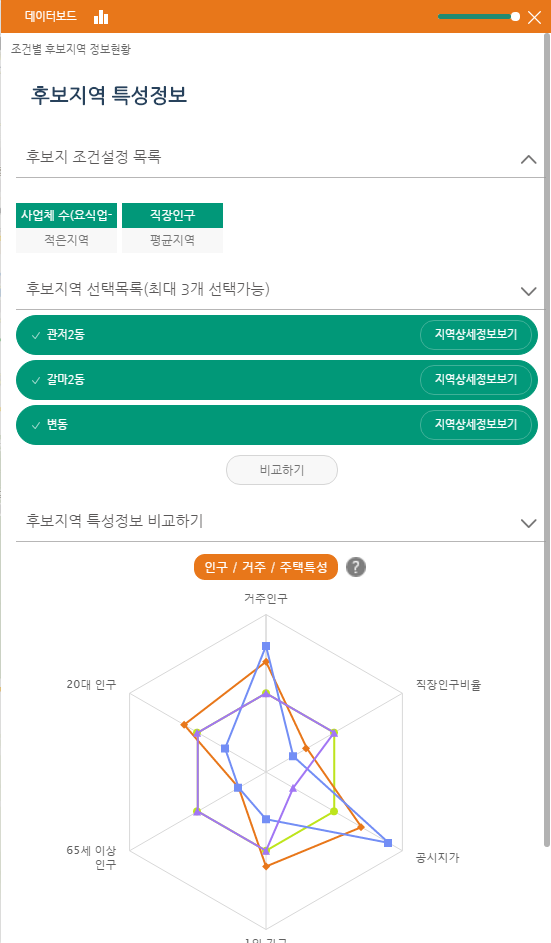 데이터보드
조건별 후보지역 정보현황
후보지역 특성정보
후보지 조건설정 목록
사업체 수(요식업- 직장인구
적은지역 평균지역
후보지역 선택목록(최대 3개 선택가능)
관저2동 지역상세정보보기
갈마2동 지역상세정보보기
변동 지역상세정보보기
비교하기
후보지역 특성정보 비교하기
인구 / 거주 / 주택특성 ?
거주인구
20대 인구 직장인구비율
65세 이상
인구
공시지가